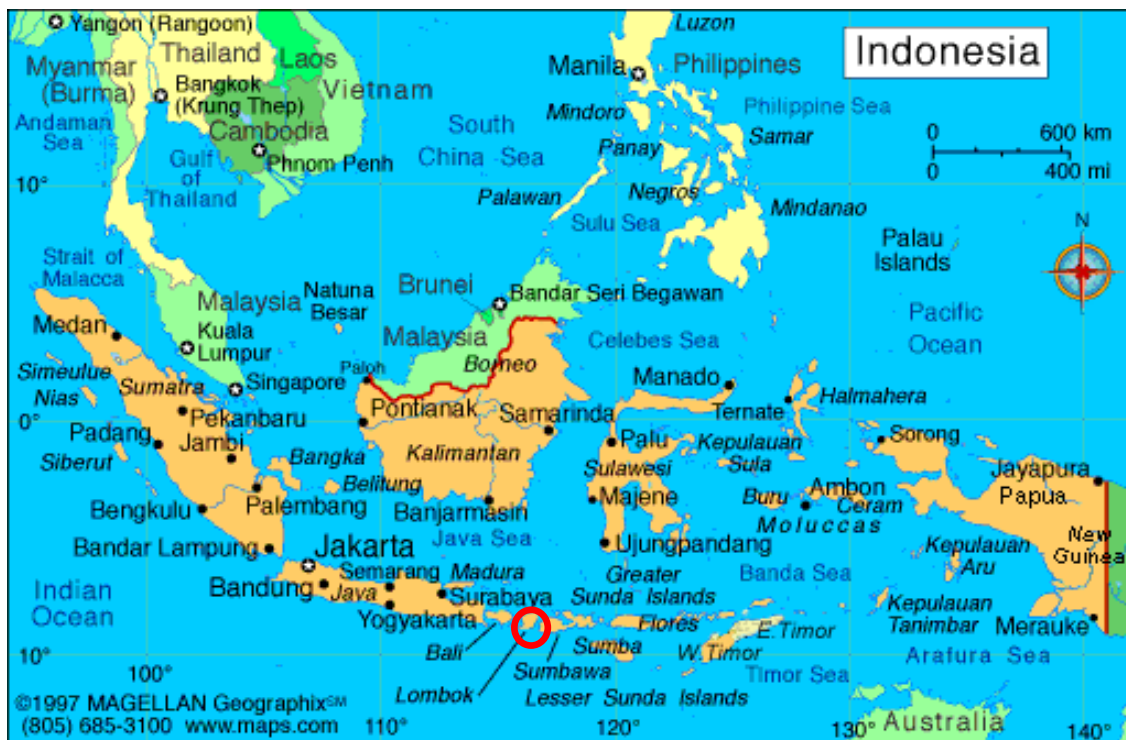 Yangon (Rangoon)
Thailand
Laos
Myanmar
(Burma)
Bangkok
(Krung Thep)
Vietnam
Andaman
Sea
Cambodia
Gulf
of
Thailand
Phnom Penh
South
China Sea
Luzon
Manila
Philippines
Mindoro
Philippine Sea
Samar
Panay
Negros
Palawan
Sulu Sea
Mindanao
Indonesia
0
600 km
0
400 mi
N
10°
Strait of
Malacca
Palau
Islands
Malaysia
Natuna
Besar
Brunei
Bandar Seri Begawan
Malaysia
Borneo
Celebes Sea
Pacific
Ocean
Medan
Kuala
Lumpur
Simeulue
Nias
Sumatra
Singapore
Paloh
Manado
Halmahera
Ternate
Pekanbaru
Pontianak
Samarinda
0°
Padang
Jambi
Siberut
Kalimantan
Palu
Kepulauan
Sula
Sorong
Bangka
Belitung
Sulawesi
Jayapura
Papua
Bengkulu
Palembang
Banjarmasin
Majene
Buru
Ambon
Ceram
Moluccas
New
Guinea
Bandar Lampung
Jakarta
Java Sea
Ujungpandang
Kepulauan
Aru
Bandung
Semarang
Java
Madura
Surabaya
Greater
Sunda Islands
Banda Sea
Indian
Ocean
Yogyakarta
Flores
E. Timor
Kepulauan
Tanimbar
Merauke
Bali
Sumba
W. Timor
Arafura Sea
10°
Lombok
Sumbawa
Timor Sea
Lesser Sunda Islands
100°
110°
120°
130°
140°
Australia
©1997 MAGELLAN Geographix℠
(805) 685-3100 www.maps.com